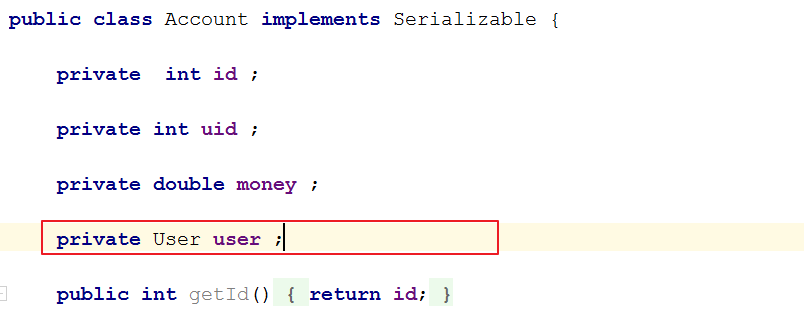 public class Account implements Serializable {
private  int id ;
private int uid ;
private double money ;
private User user ;
public int getId() { return id; }